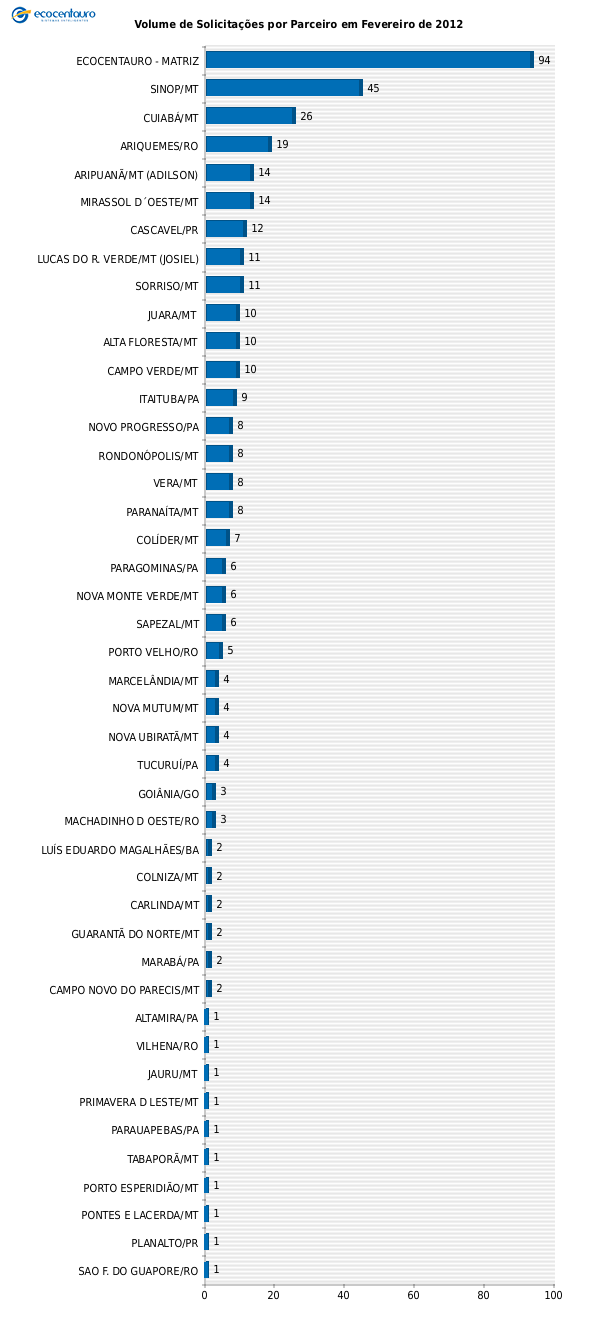 ecocentauro
Volume de Solicitações por Parceiro em Fevereiro de 2012
ECOCENTAURO - MATRIZ 94
SINOP/MT 45
CUIABÁ/MT 26
ARIQUEMES/RO 19
ARIPUANÃ/MT (ADILSON) 14
MIRASSOL D´OESTE/MT 14
CASCAVEL/PR 12
LUCAS DO R. VERDE/MT (JOSIEL) 11
SORRISO/MT 11
JUARA/MT 10
ALTA FLORESTA/MT 10
CAMPO VERDE/MT 10
ITAITUBA/PA 9
NOVO PROGRESSO/PA 8
RONDONÓPOLIS/MT 8
VERA/MT 8
PARANAÍTA/MT 8
COLÍDER/MT 7
PARAGOMINAS/PA 6
NOVA MONTE VERDE/MT 6
SAPEZAL/MT 6
PORTO VELHO/RO 5
MARCELÂNDIA/MT 4
NOVA MUTUM/MT 4
NOVA UBIRATÃ/MT 4
TUCURUÍ/PA 4
GOIÂNIA/GO 3
MACHADINHO D OESTE/RO 3
LUÍS EDUARDO MAGALHÃES/BA 2
COLNIZA/MT 2
CARLINDA/MT 2
GUARANTÃ DO NORTE/MT 2
MARABÁ/PA 2
CAMPO NOVO DO PARECIS/MT 2
ALTAMIRA/PA 1
VILHENA/RO 1
JAURU/MT 1
PRIMAVERA D LESTE/MT 1
PARAUAPEBAS/PA 1
TABAPORÃ/MT 1
PORTO ESPERIDIÃO/MT 1
PONTES E LACERDA/MT 1
PLANALTO/PR 1
SAO F. DO GUAPORE/RO 1
0 20 40 60 80 100